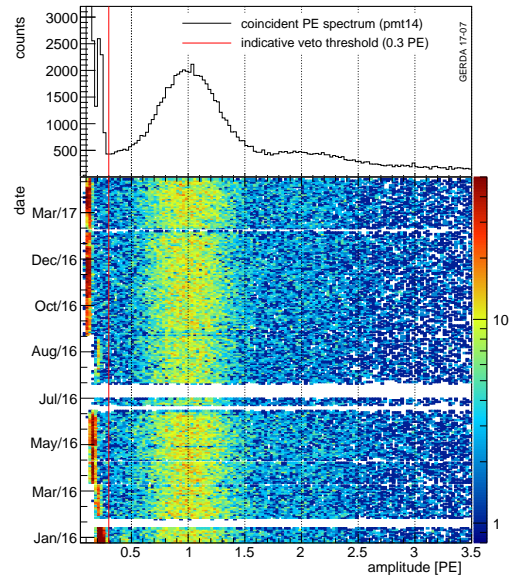 3000
2500
2000
1500
1000
500
counts
coincident PE spectrum (pmt14)
indicative veto threshold (0.3 PE)
GERDA 17-07
date
Mar/17
Dec/16
Oct/16
Aug/16
Jul/16
May/16
Mar/16
Jan/16
10
1
0.5 1 1.5 2 2.5 3 3.5
amplitude [PE]